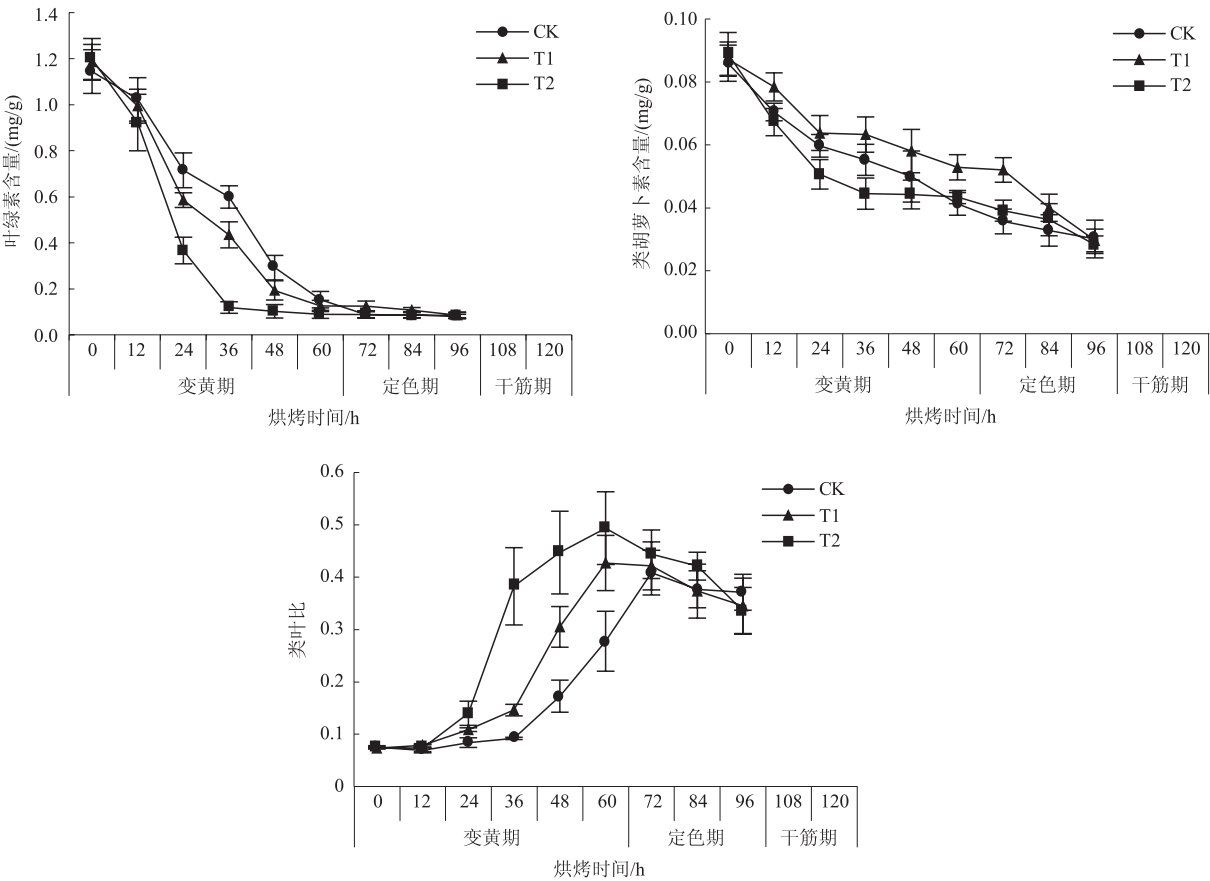 1.4
1.2
1.0
0.8
0.6
0.4
0.2
0.0
叶绿素含量/(mg/g)
CK
T1
T2
0 12 24 36 48 60 72 84 96 108 120
变黄期 定色期 干筋期
烘烤时间/h
0.10
0.08
0.06
0.04
0.02
0.00
类胡萝卜素含量/(mg/g)
CK
T1
T2
0 12 24 36 48 60 72 84 96 108 120
变黄期 定色期 干筋期
烘烤时间/h
0.6
0.5
0.4
0.3
0.2
0.1
0
类叶比
CK
T1
T2
0 12 24 36 48 60 72 84 96 108 120
变黄期 定色期 干筋期
烘烤时间/h